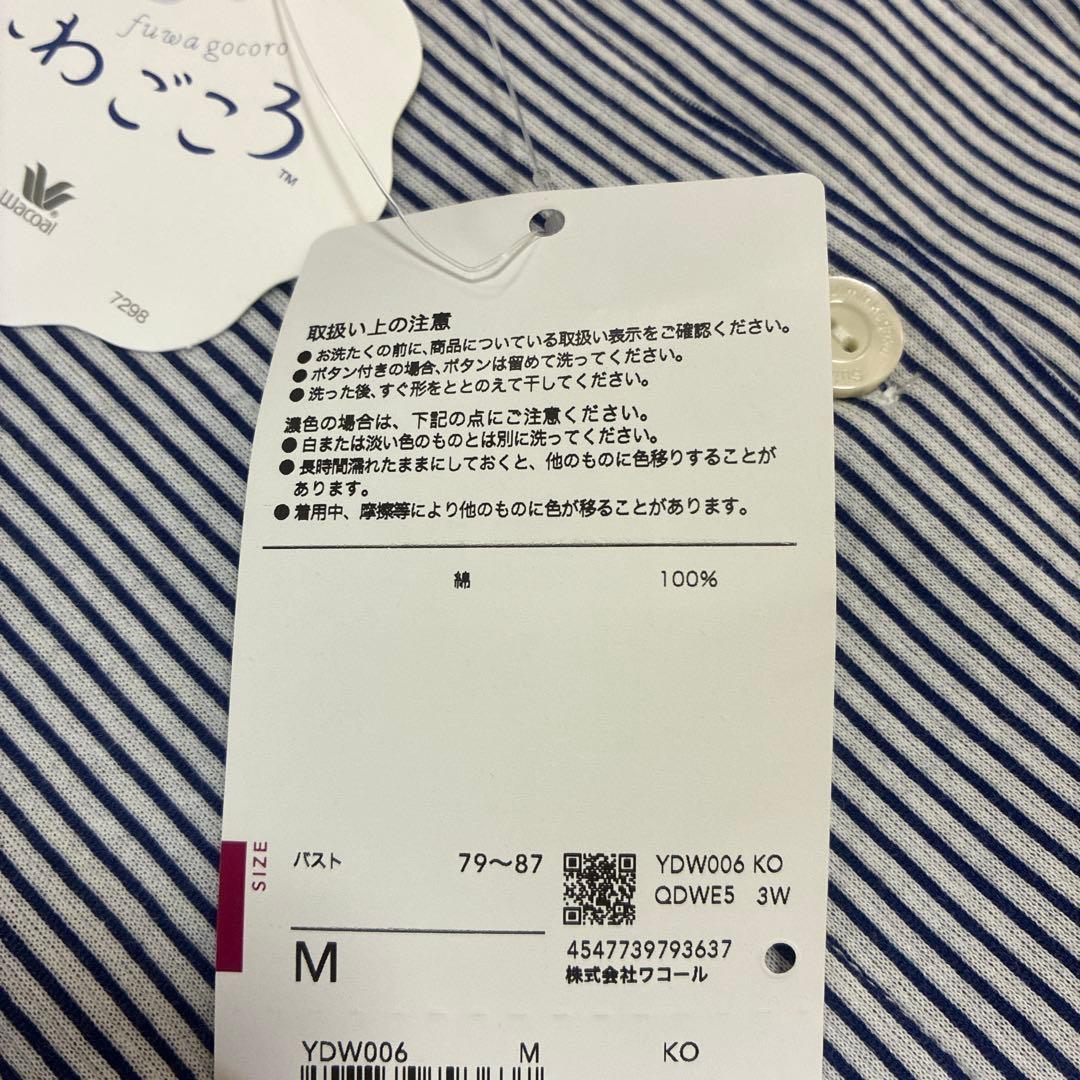 fuwa gocoro
わごころ
TM
Wacoal
®
7298
取扱い上の注意
● お洗たくの前に、商品についている取扱い表示をご確認ください。
● ボタン付きの場合、ボタンは留めて洗ってください。
● 洗った後、すぐ形をととのえて干してください。
濃色の場合は、下記の点にご注意ください。
● 白または淡い色のものとは別に洗ってください。
● 長時間濡れたままにしておくと、他のものに色移りすることが
あります。
● 着用中、摩擦等により他のものに色が移ることがあります。
綿 100%
SIZE
バスト 79〜87
YDW006 KO
QDWE5 3W
M
4547739793637
株式会社ワコール
YDW006 M KO